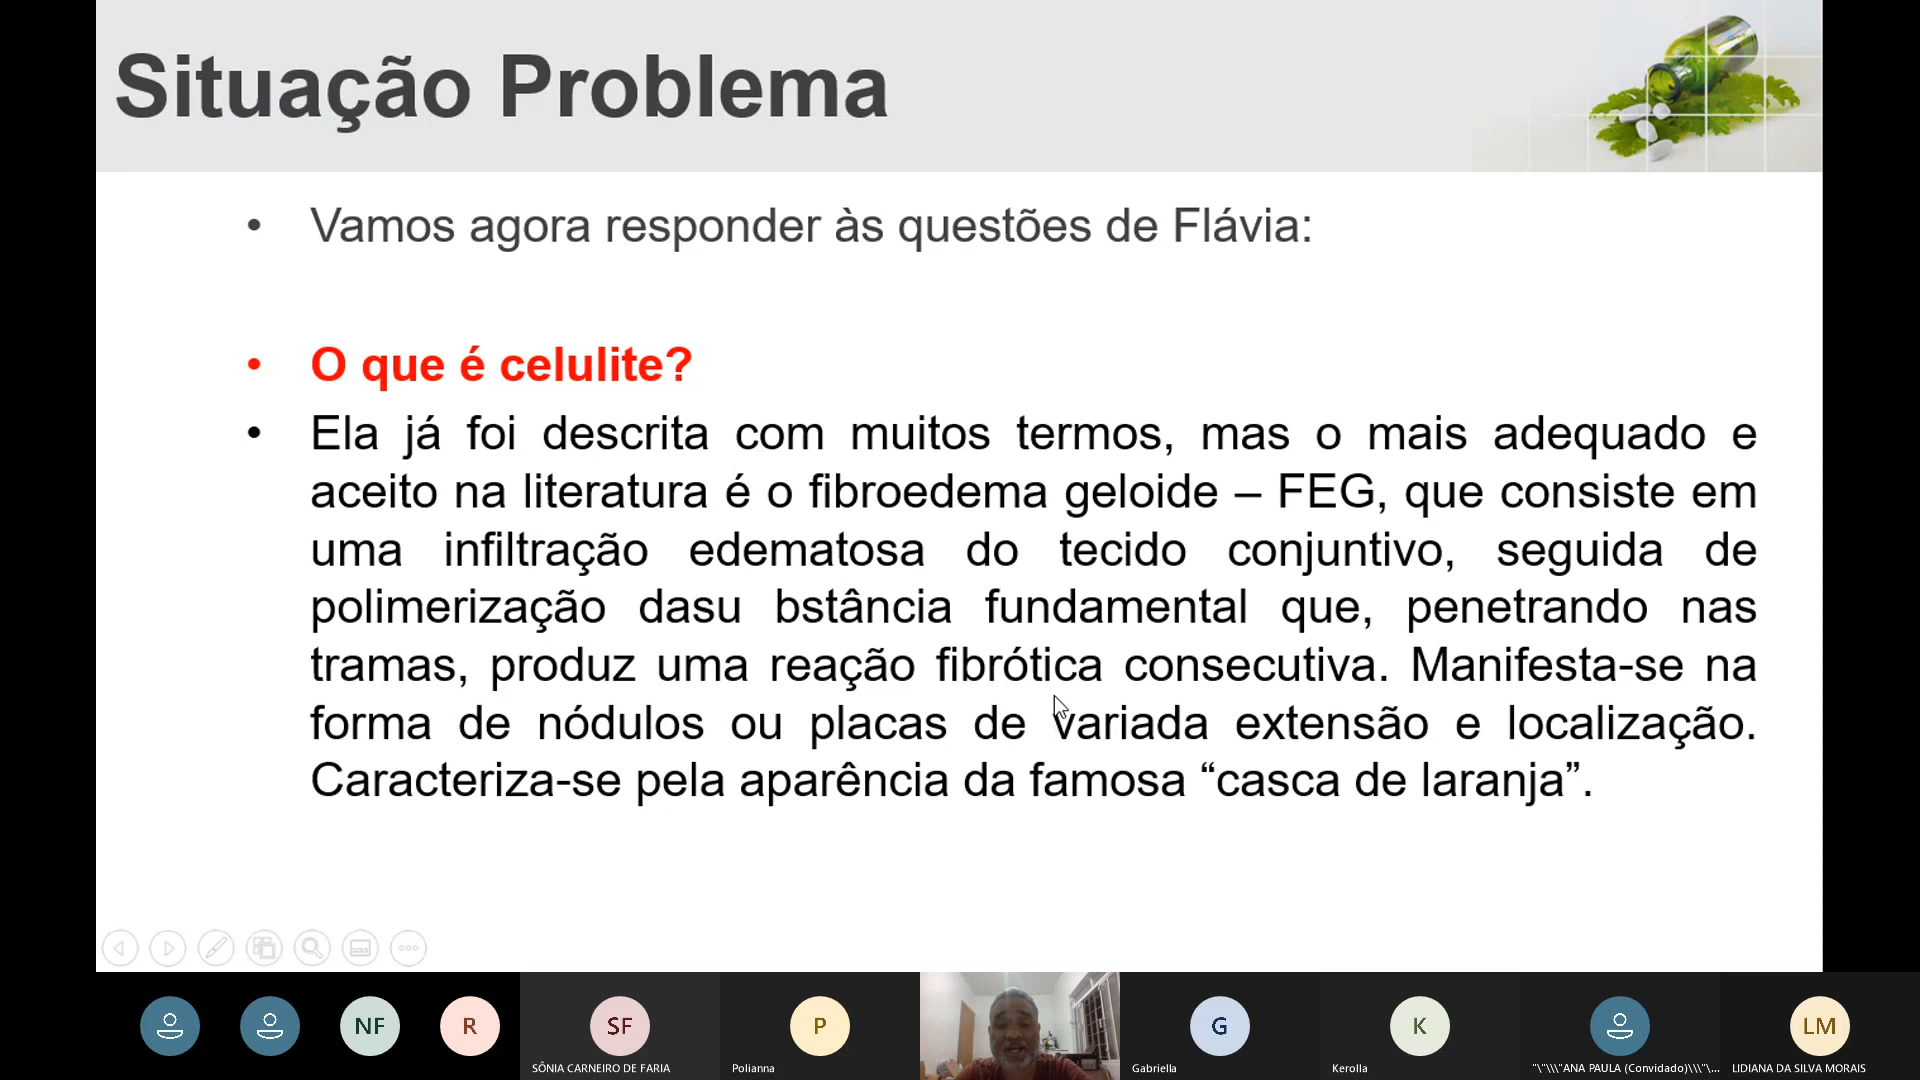 Situação Problema
• Vamos agora responder às questões de Flávia:
• O que é celulite?
• Ela já foi descrita com muitos termos, mas o mais adequado e
aceito na literatura é o fibroedema geloide – FEG, que consiste em
uma infiltração edematosa do tecido conjuntivo, seguida de
polimerização dasu bstância fundamental que, penetrando nas
tramas, produz uma reação fibrótica consecutiva. Manifesta-se na
forma de nódulos ou placas de variada extensão e localização.
Caracteriza-se pela aparência da famosa “casca de laranja”.
NF
R
SF
P
G
K
LM
SÔNIA CARNEIRO DE FARIA
Polianna
Gabriella
Kerolla
"\"\\\"ANA PAULA (Convidado)\\\"\...
LIDIANA DA SILVA MORAIS